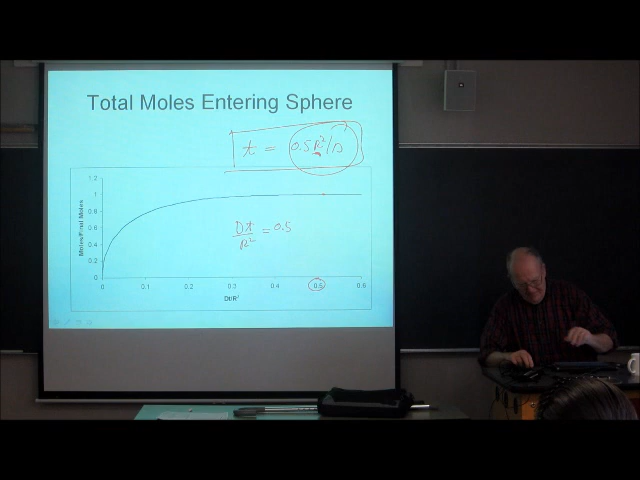 Total Moles Entering Sphere
t = 0.5R²/D
1.2
1
0.8
0.6
0.4
0.2
0
Moles/Final Moles
Dt/R² = 0.5
0 0.1 0.2 0.3 0.4 0.5 0.6
Dt/R²